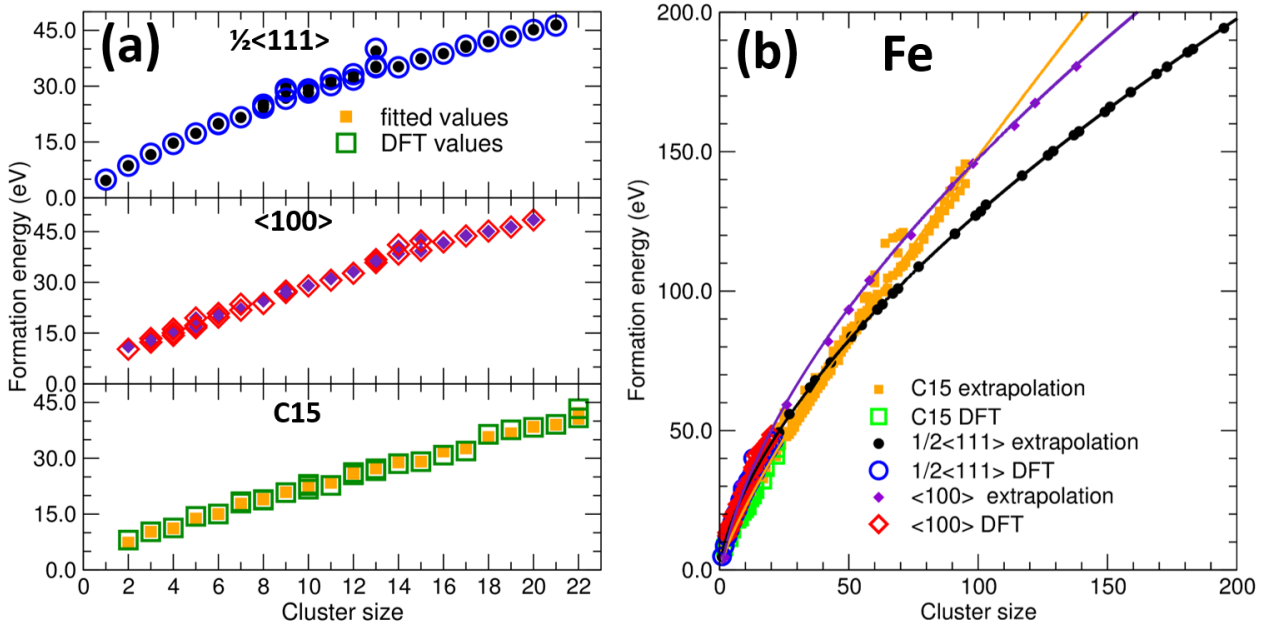 (a)
½<111>
45.0
30.0
15.0
0.0
fitted values
DFT values
<100>
45.0
30.0
15.0
0.0
C15
45.0
30.0
15.0
0.0
0 2 4 6 8 10 12 14 16 18 20 22
Cluster size
Formation energy (eV)
(b)
Fe
200.0
150.0
100.0
50.0
0.0
C15 extrapolation
C15 DFT
1/2<111> extrapolation
1/2<111> DFT
<100> extrapolation
<100> DFT
0 50 100 150 200
Cluster size
Formation energy (eV)